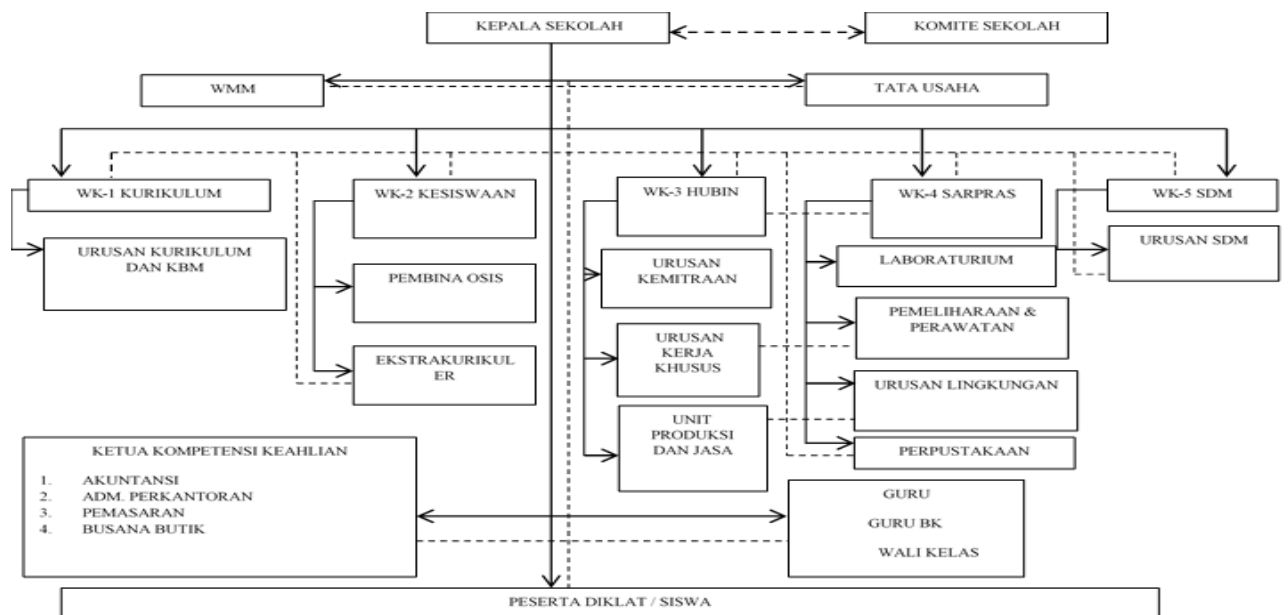 KEPALA SEKOLAH
KOMITE SEKOLAH
WMM
TATA USAHA
WK-1 KURIKULUM
WK-2 KESISWAAN
WK-3 HUBIN
WK-4 SARPRAS
WK-5 SDM
URUSAN KURIKULUM
DAN KBM
PEMBINA OSIS
EKSTRAKURIKUL
ER
URUSAN
KEMITRAAN
URUSAN
KERJA
KHUSUS
UNIT
PRODUKSI
DAN JASA
LABORATURIUM
PEMELIHARAAN &
PERAWATAN
URUSAN LINGKUNGAN
PERPUSTAKAAN
URUSAN SDM
KETUA KOMPETENSI KEAHLIAN
1. AKUNTANSI
2. ADM. PERKANTORAN
3. PEMASARAN
4. BUSANA BUTIK
GURU
GURU BK
WALI KELAS
PESERTA DIKLAT / SISWA